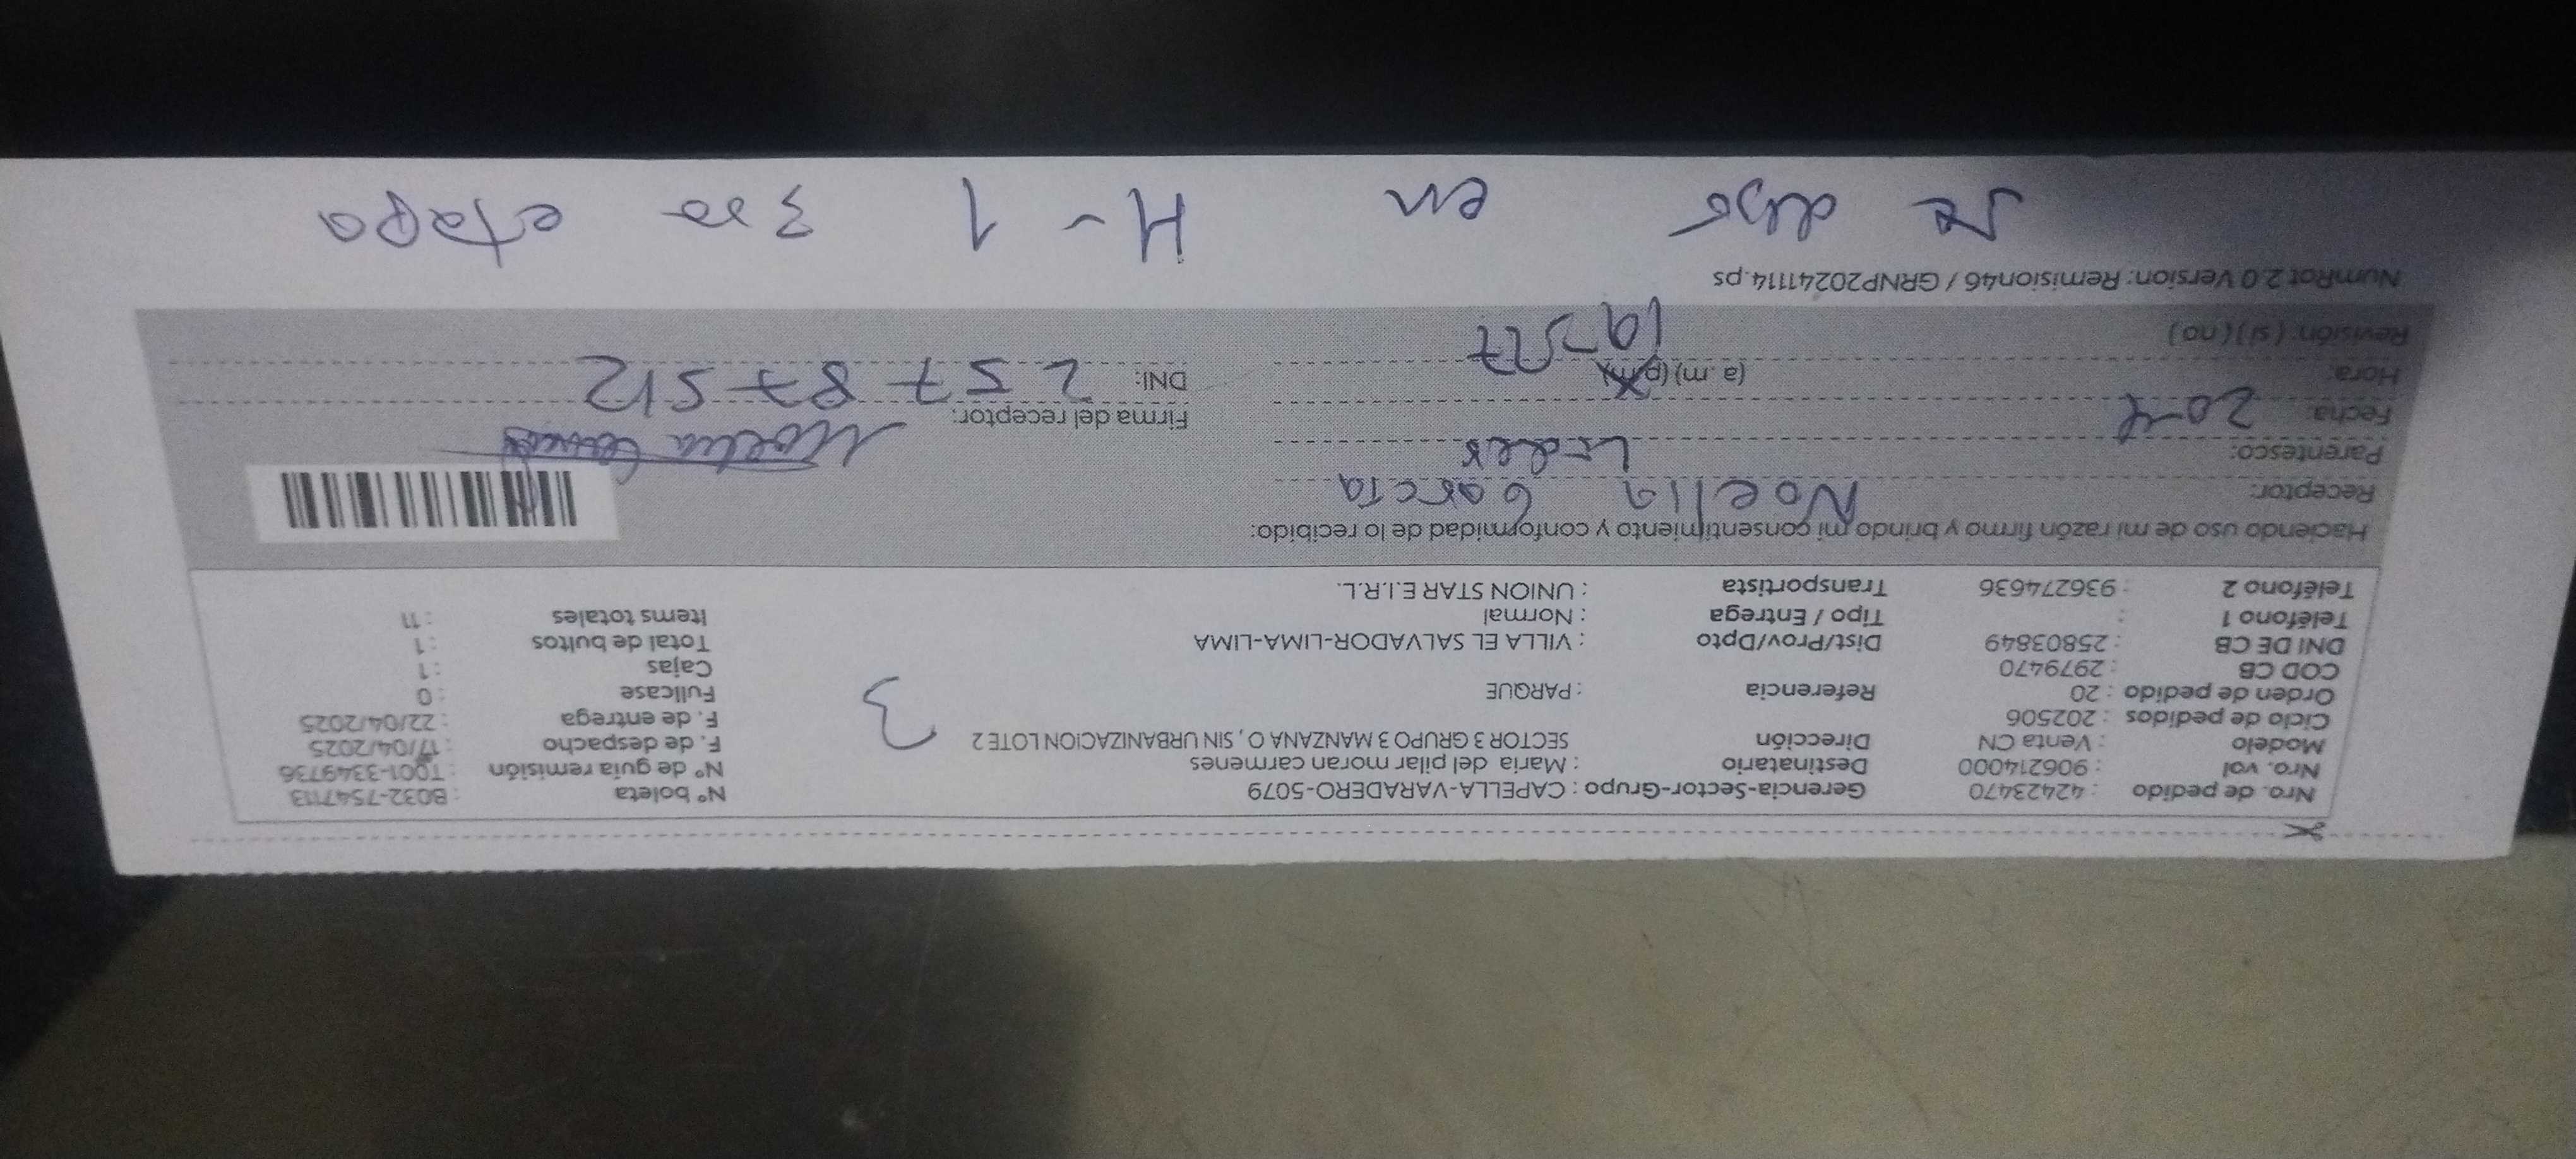 Nro. de pedido : 42423470 Gerencia-Sector-Grupo : CAPELLA-VARADERO-5079 N° boleta : B032-7547113
Nro. vol : 906214000 Destinatario : Maria del pilar moran carmenes N° de guía remisión : T001-3349736
Modelo : Venta CN Dirección SECTOR 3 GRUPO 3 MANZANA O , SIN URBANIZACION LOTE 2 F. de despacho : 17/04/2025
3
Ciclo de pedidos : 202506 F. de entrega : 22/04/2025
Orden de pedido : 20 Referencia : PARQUE Fullcase : 0
COD CB : 2979470 Cajas : 1
DNI DE CB : 25803849 Dist/Prov/Dpto : VILLA EL SALVADOR-LIMA-LIMA Total de bultos : 1
Teléfono 1 : Tipo / Entrega : Normal Items totales : 11
Teléfono 2 : 936274636 Transportista : UNION STAR E.I.R.L.
Haciendo uso de mi razón firmo y brindo mi consentimiento y conformidad de lo recibido:
Receptor: Noelia Garcia
Parentesco: Lider
Fecha: 20-4 Firma del receptor:
Hora: (a. m) (p.m) DNI: 25787512
Revisión: ( si ) ( no )
NumRot 2.0 Version: Remision46 / GRNP20241114.ps
se dejó en H-1 3ra etapa